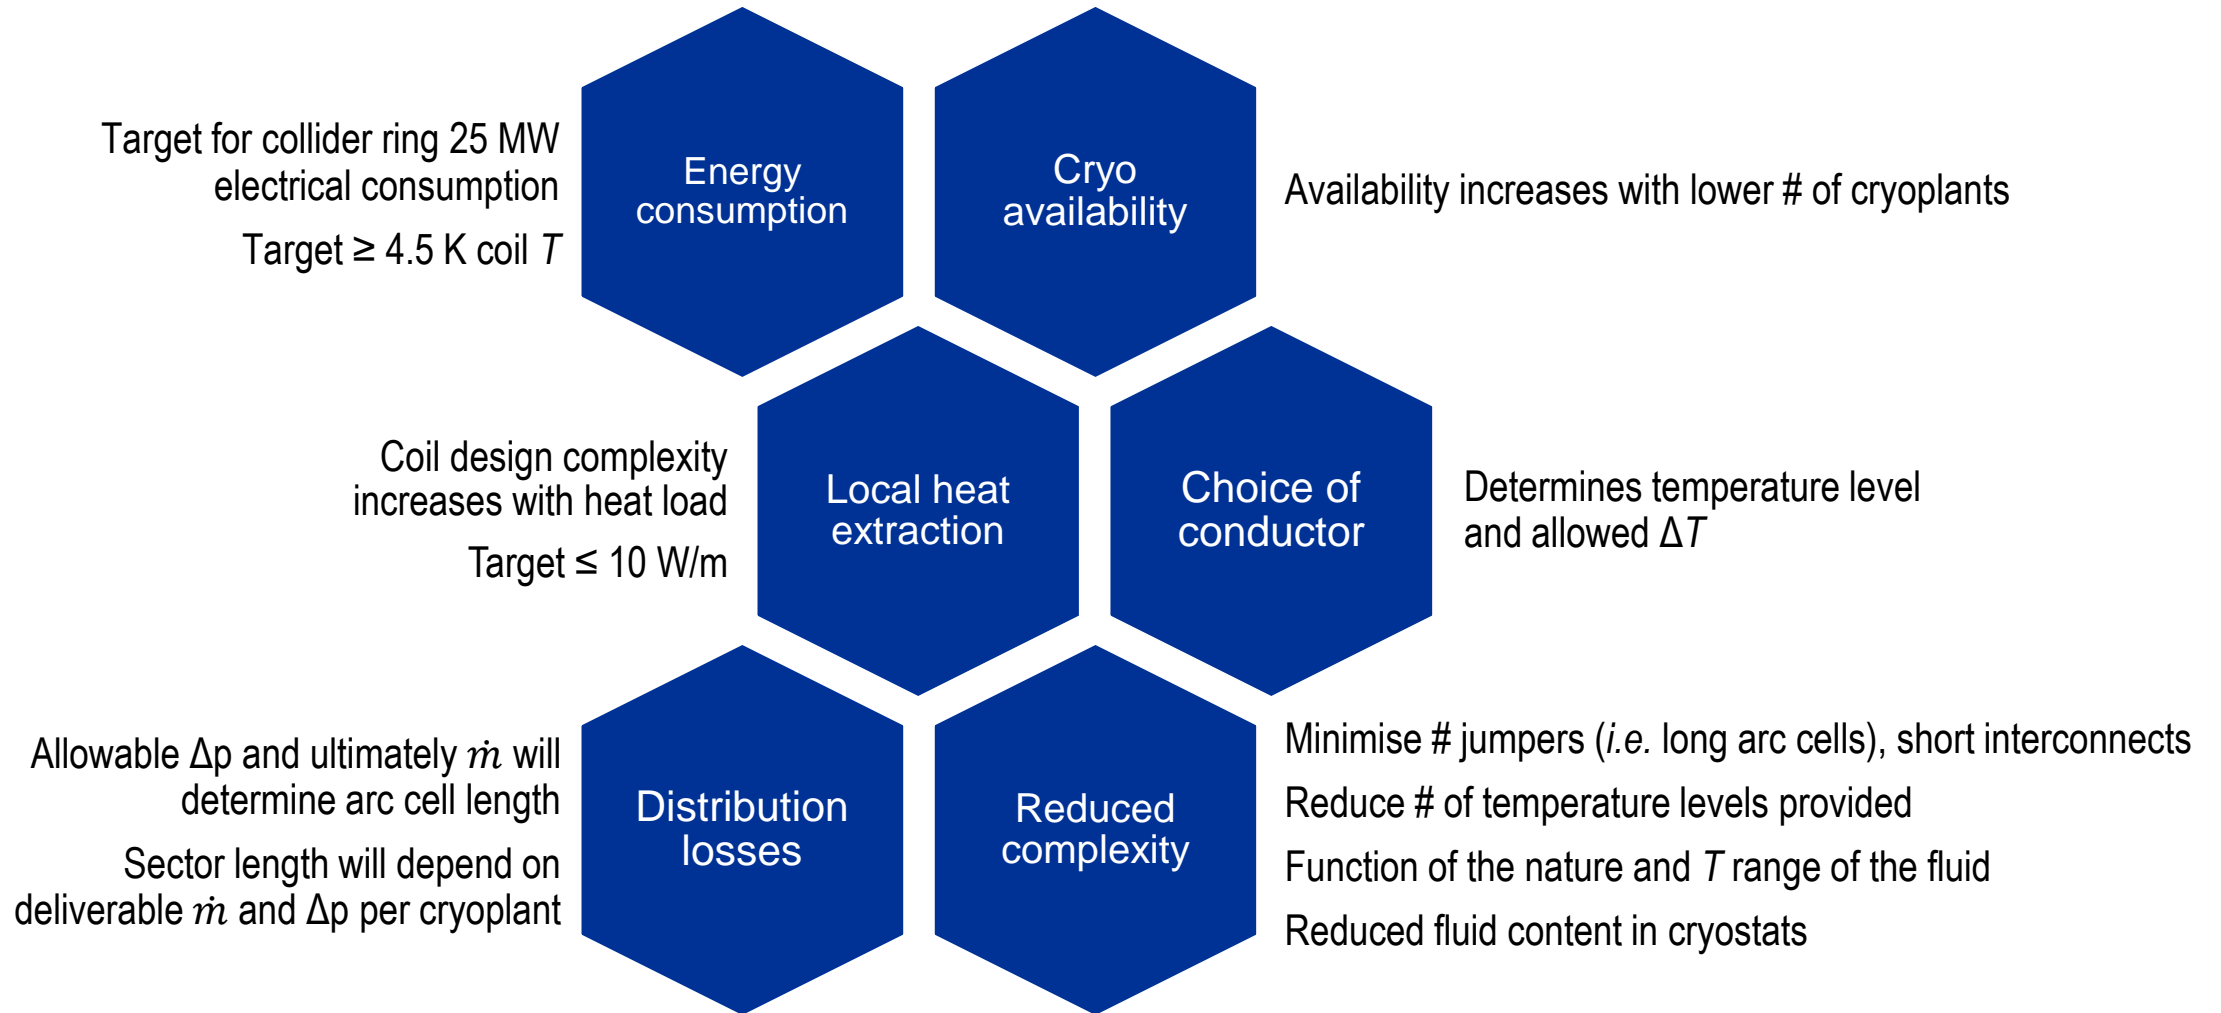 Target for collider ring 25 MW
electrical consumption
Target ≥ 4.5 K coil T
Energy
consumption
Cryo
availability
Availability increases with lower # of cryoplants
Coil design complexity
increases with heat load
Target ≤ 10 W/m
Local heat
extraction
Choice of
conductor
Determines temperature level
and allowed ΔT
Allowable Δp and ultimately ṁ will
determine arc cell length
Sector length will depend on
deliverable ṁ and Δp per cryoplant
Distribution
losses
Reduced
complexity
Minimise # jumpers (i.e. long arc cells), short interconnects
Reduce # of temperature levels provided
Function of the nature and T range of the fluid
Reduced fluid content in cryostats